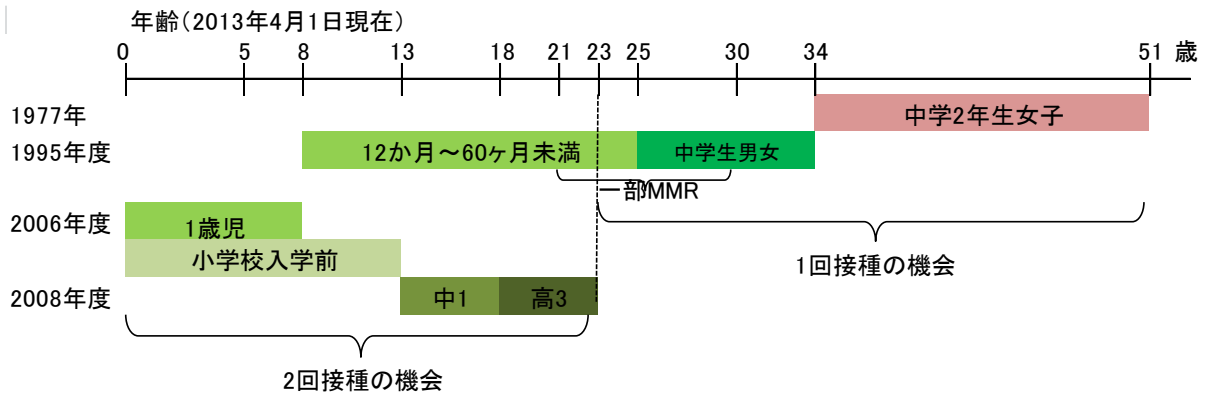 年齢(2013年4月1日現在)
0 5 8 13 18 21 23 25 30 34 51 歳
1977年 中学2年生女子
1995年度 12か月～60ヶ月未満 中学生男女
一部MMR
2006年度 1歳児
小学校入学前
1回接種の機会
2008年度 中1 高3
2回接種の機会